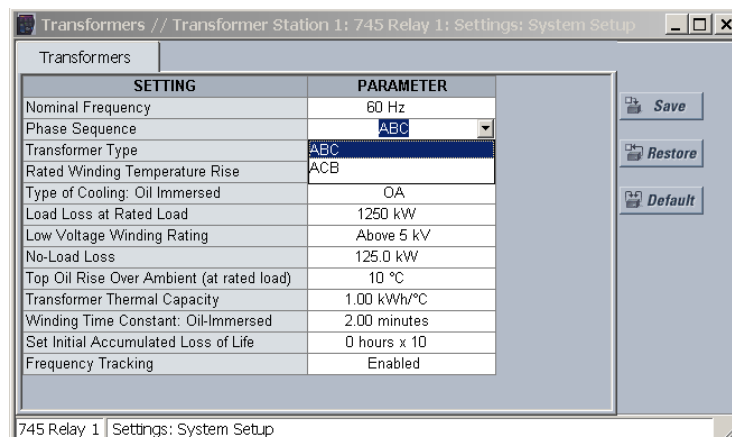 Transformers // Transformer Station 1: 745 Relay 1: Settings: System Setup
Transformers
SETTING PARAMETER
Nominal Frequency 60 Hz
Phase Sequence ABC
Transformer Type ABC
Rated Winding Temperature Rise ACB
Type of Cooling: Oil Immersed OA
Load Loss at Rated Load 1250 kW
Low Voltage Winding Rating Above 5 kV
No-Load Loss 125.0 kW
Top Oil Rise Over Ambient (at rated load) 10 °C
Transformer Thermal Capacity 1.00 kWh/°C
Winding Time Constant: Oil-Immersed 2.00 minutes
Set Initial Accumulated Loss of Life 0 hours x 10
Frequency Tracking Enabled
Save
Restore
Default
745 Relay 1 Settings: System Setup